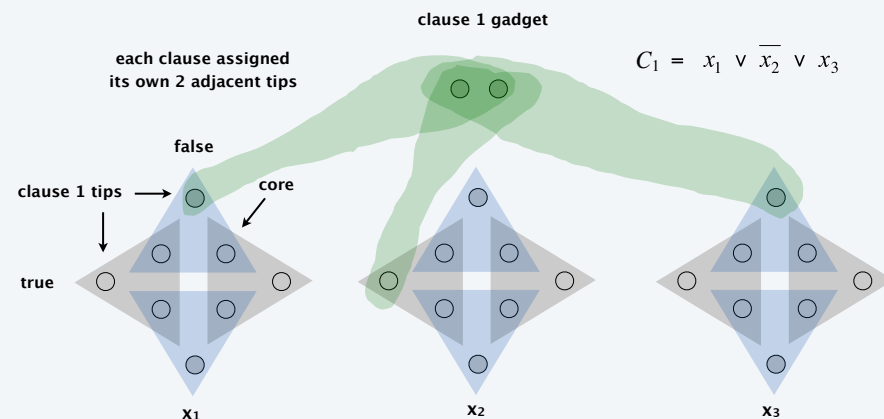 clause 1 gadget
each clause assigned
its own 2 adjacent tips
C₁ = x₁ ∨ x̅₂ ∨ x₃
false
clause 1 tips
core
true
x₁
x₂
x₃